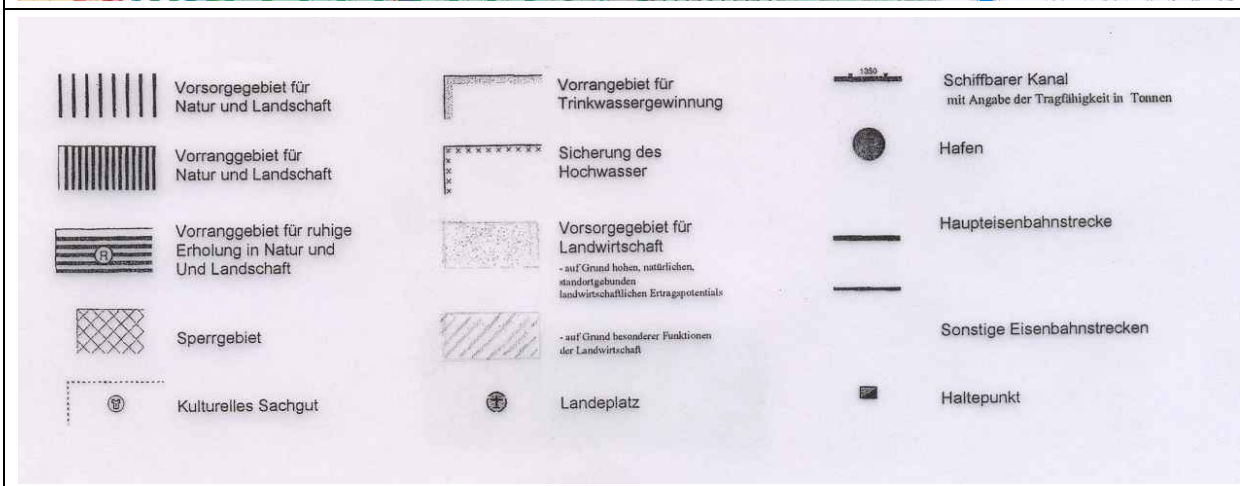 Vorsorgegebiet für
Natur und Landschaft
Vorranggebiet für
Natur und Landschaft
R
Vorranggebiet für ruhige
Erholung in Natur und
Und Landschaft
Sperrgebiet
Kulturelles Sachgut
Vorrangebiet für
Trinkwassergewinnung
Sicherung des
Hochwasser
Vorsorgegebiet für
Landwirtschaft
- auf Grund hohen, natürlichen,
standortgebunden
landwirtschaftlichen Ertragspotentials
- auf Grund besonderer Funktionen
der Landwirtschaft
Landeplatz
1350
Schiffbarer Kanal
mit Angabe der Tragfähigkeit in Tonnen
Hafen
Haupteisenbahnstrecke
Sonstige Eisenbahnstrecken
Haltepunkt